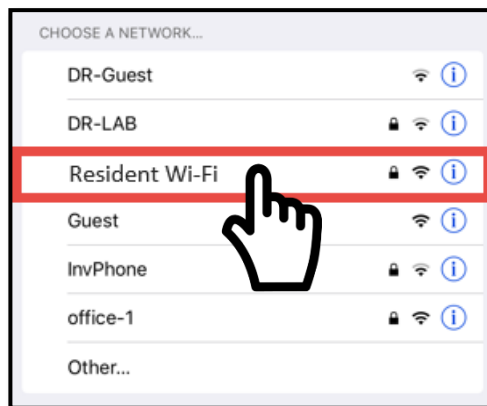 CHOOSE A NETWORK...
DR-Guest
DR-LAB
Resident Wi-Fi
Guest
InvPhone
office-1
Other...